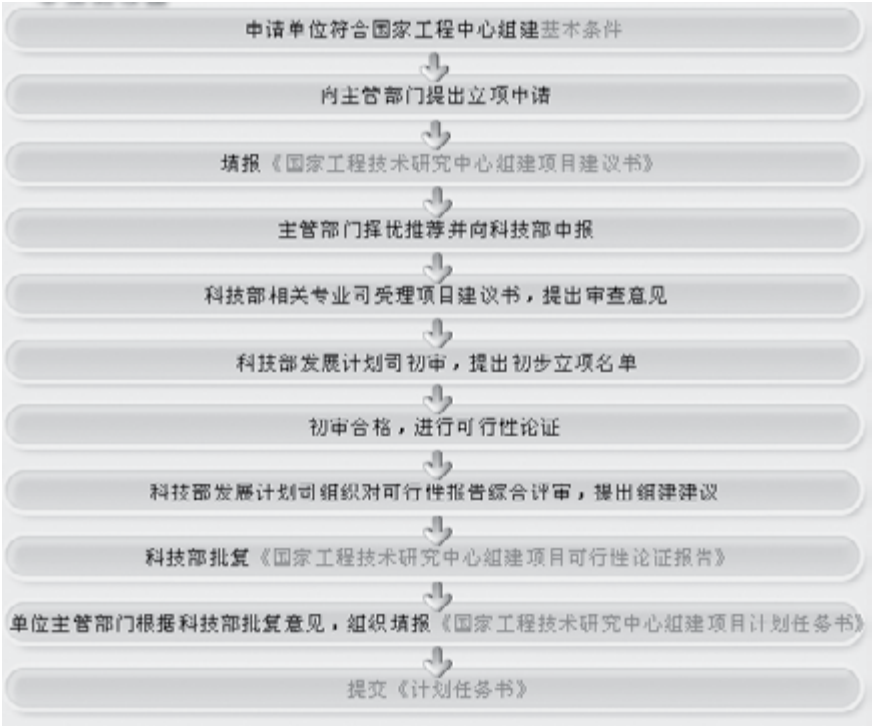 申请单位符合国家工程中心组建基本条件
向主管部门提出立项申请
填报《国家工程技术研究中心组建项目建议书》
主管部门择优推荐并向科技部申报
科技部相关专业司受理项目建议书，提出审查意见
科技部发展计划司初审，提出初步立项名单
初审合格，进行可行性论证
科技部发展计划司组织对可行性报告综合评审，提出组建建议
科技部批复《国家工程技术研究中心组建项目可行性论证报告》
单位主管部门根据科技部批复意见，组织填报《国家工程技术研究中心组建项目计划任务书》
提交《计划任务书》